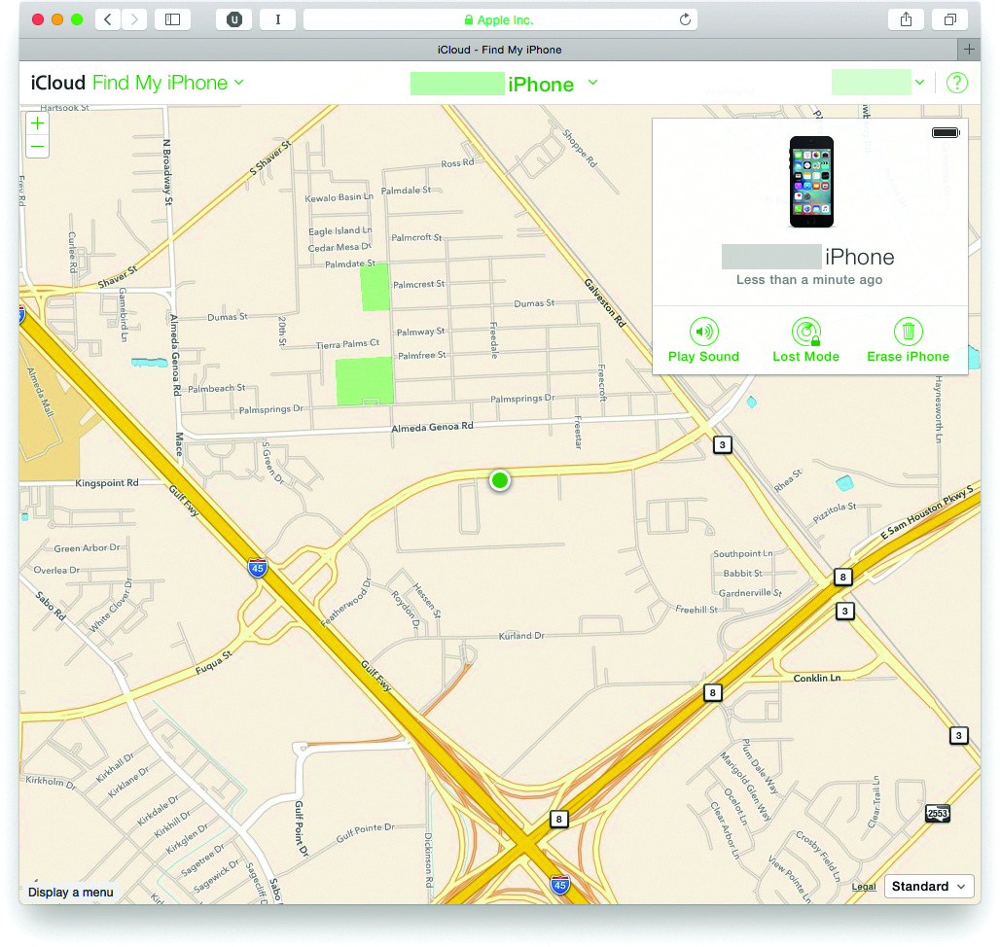 U
I
Apple Inc.
iCloud - Find My iPhone
+
iCloud Find My iPhone
iPhone
?
+
−
Hartsook St
N Broadway St
S Shaver St
Shoppe Rd
Ross Rd
Palmdale St
Kewalo Basin Ln
Eagle Island Ln
Cedar Mesa Dr
Palmcroft St
Palmdate St
Palmcrest St
Frey Rd
Curlee Rd
Shaver St
Gamebird Ln
Almeda Genoa Rd
Dumas St
20th St
Dumas St
Galveston Rd
Palmway St
Tierra Palms Ct
Palmfree St
Freedale
Freecroft
Palmbeach St
Palmsprings Dr
Palmsprings Dr
Almeda Genoa Rd
Freestar
Almeda Mall
Mace
S Green Dr
Kingspoint Rd
Gulf Fwy
iPhone
Less than a minute ago
Play Sound
Lost Mode
Erase iPhone
Haynesworth Ln
3
Rhea St
Pizzitola St
E Sam Houston Pkwy S
Green Arbor Dr
Overlea Dr
White Clover Dr
Sabo Rd
45
Featherwood Dr
Hessen St
Roydon Dr
Southpoint Ln
Babbit St
Gardnerville St
Freehill St
8
3
Kurland Dr
Fuqua St
Gulf Fwy
Conklin Ln
8
3
Kirkholm Dr
Kirkhall Dr
Kirklane Dr
Kirkdale Dr
Kirkhill Dr
Kirkglen Dr
Sagetree Dr
Sagewick Dr
Sagecliff Dr
Sabo
Gulf Point Dr
Gulf Pointe Dr
Dickinson Rd
8
45
Plum Dale Way
Marigold Glen Way
Ocelot Ln
Clear Arbor Ln
Clear Trail Ln
Crosby Field Ln
View Pointe Ln
2553
Display a menu
Legal
Standard